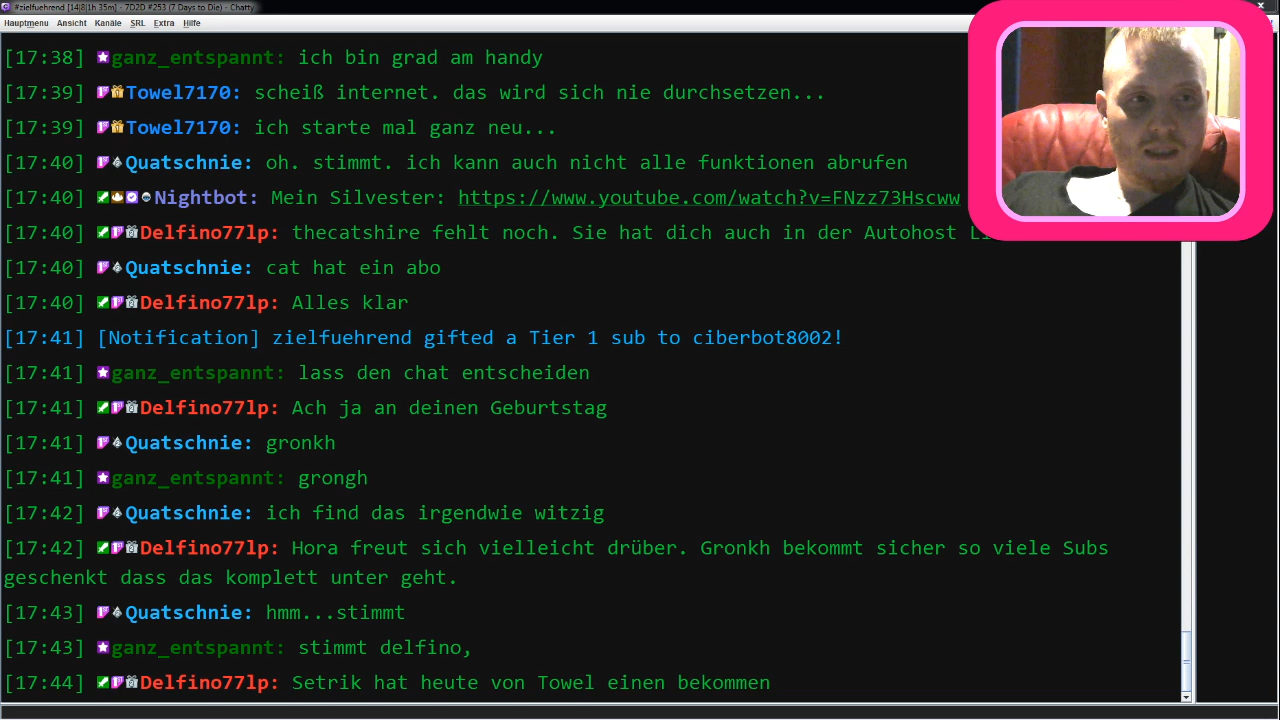 #zielfuehrend [14|8|1h 35m] - 7D2D #253 (7 Days to Die) - Chatty
Hauptmenu Ansicht Kanäle SRL Extra Hilfe
[17:38] ganz_entspannt: ich bin grad am handy
[17:39] Towel7170: scheiß internet. das wird sich nie durchsetzen...
[17:39] Towel7170: ich starte mal ganz neu...
[17:40] Quatschnie: oh. stimmt. ich kann auch nicht alle funktionen abrufen
[17:40] Nightbot: Mein Silvester: https://www.youtube.com/watch?v=FNzz73Hscww
[17:40] Delfino77lp: thecatshire fehlt noch. Sie hat dich auch in der Autohost
[17:40] Quatschnie: cat hat ein abo
[17:40] Delfino77lp: Alles klar
[17:41] [Notification] zielfuehrend gifted a Tier 1 sub to ciberbot8002!
[17:41] ganz_entspannt: lass den chat entscheiden
[17:41] Delfino77lp: Ach ja an deinen Geburtstag
[17:41] Quatschnie: gronkh
[17:41] ganz_entspannt: grongh
[17:42] Quatschnie: ich find das irgendwie witzig
[17:42] Delfino77lp: Hora freut sich vielleicht drüber. Gronkh bekommt sicher so viele Subs
geschenkt dass das komplett unter geht.
[17:43] Quatschnie: hmm...stimmt
[17:43] ganz_entspannt: stimmt delfino,
[17:44] Delfino77lp: Setrik hat heute von Towel einen bekommen